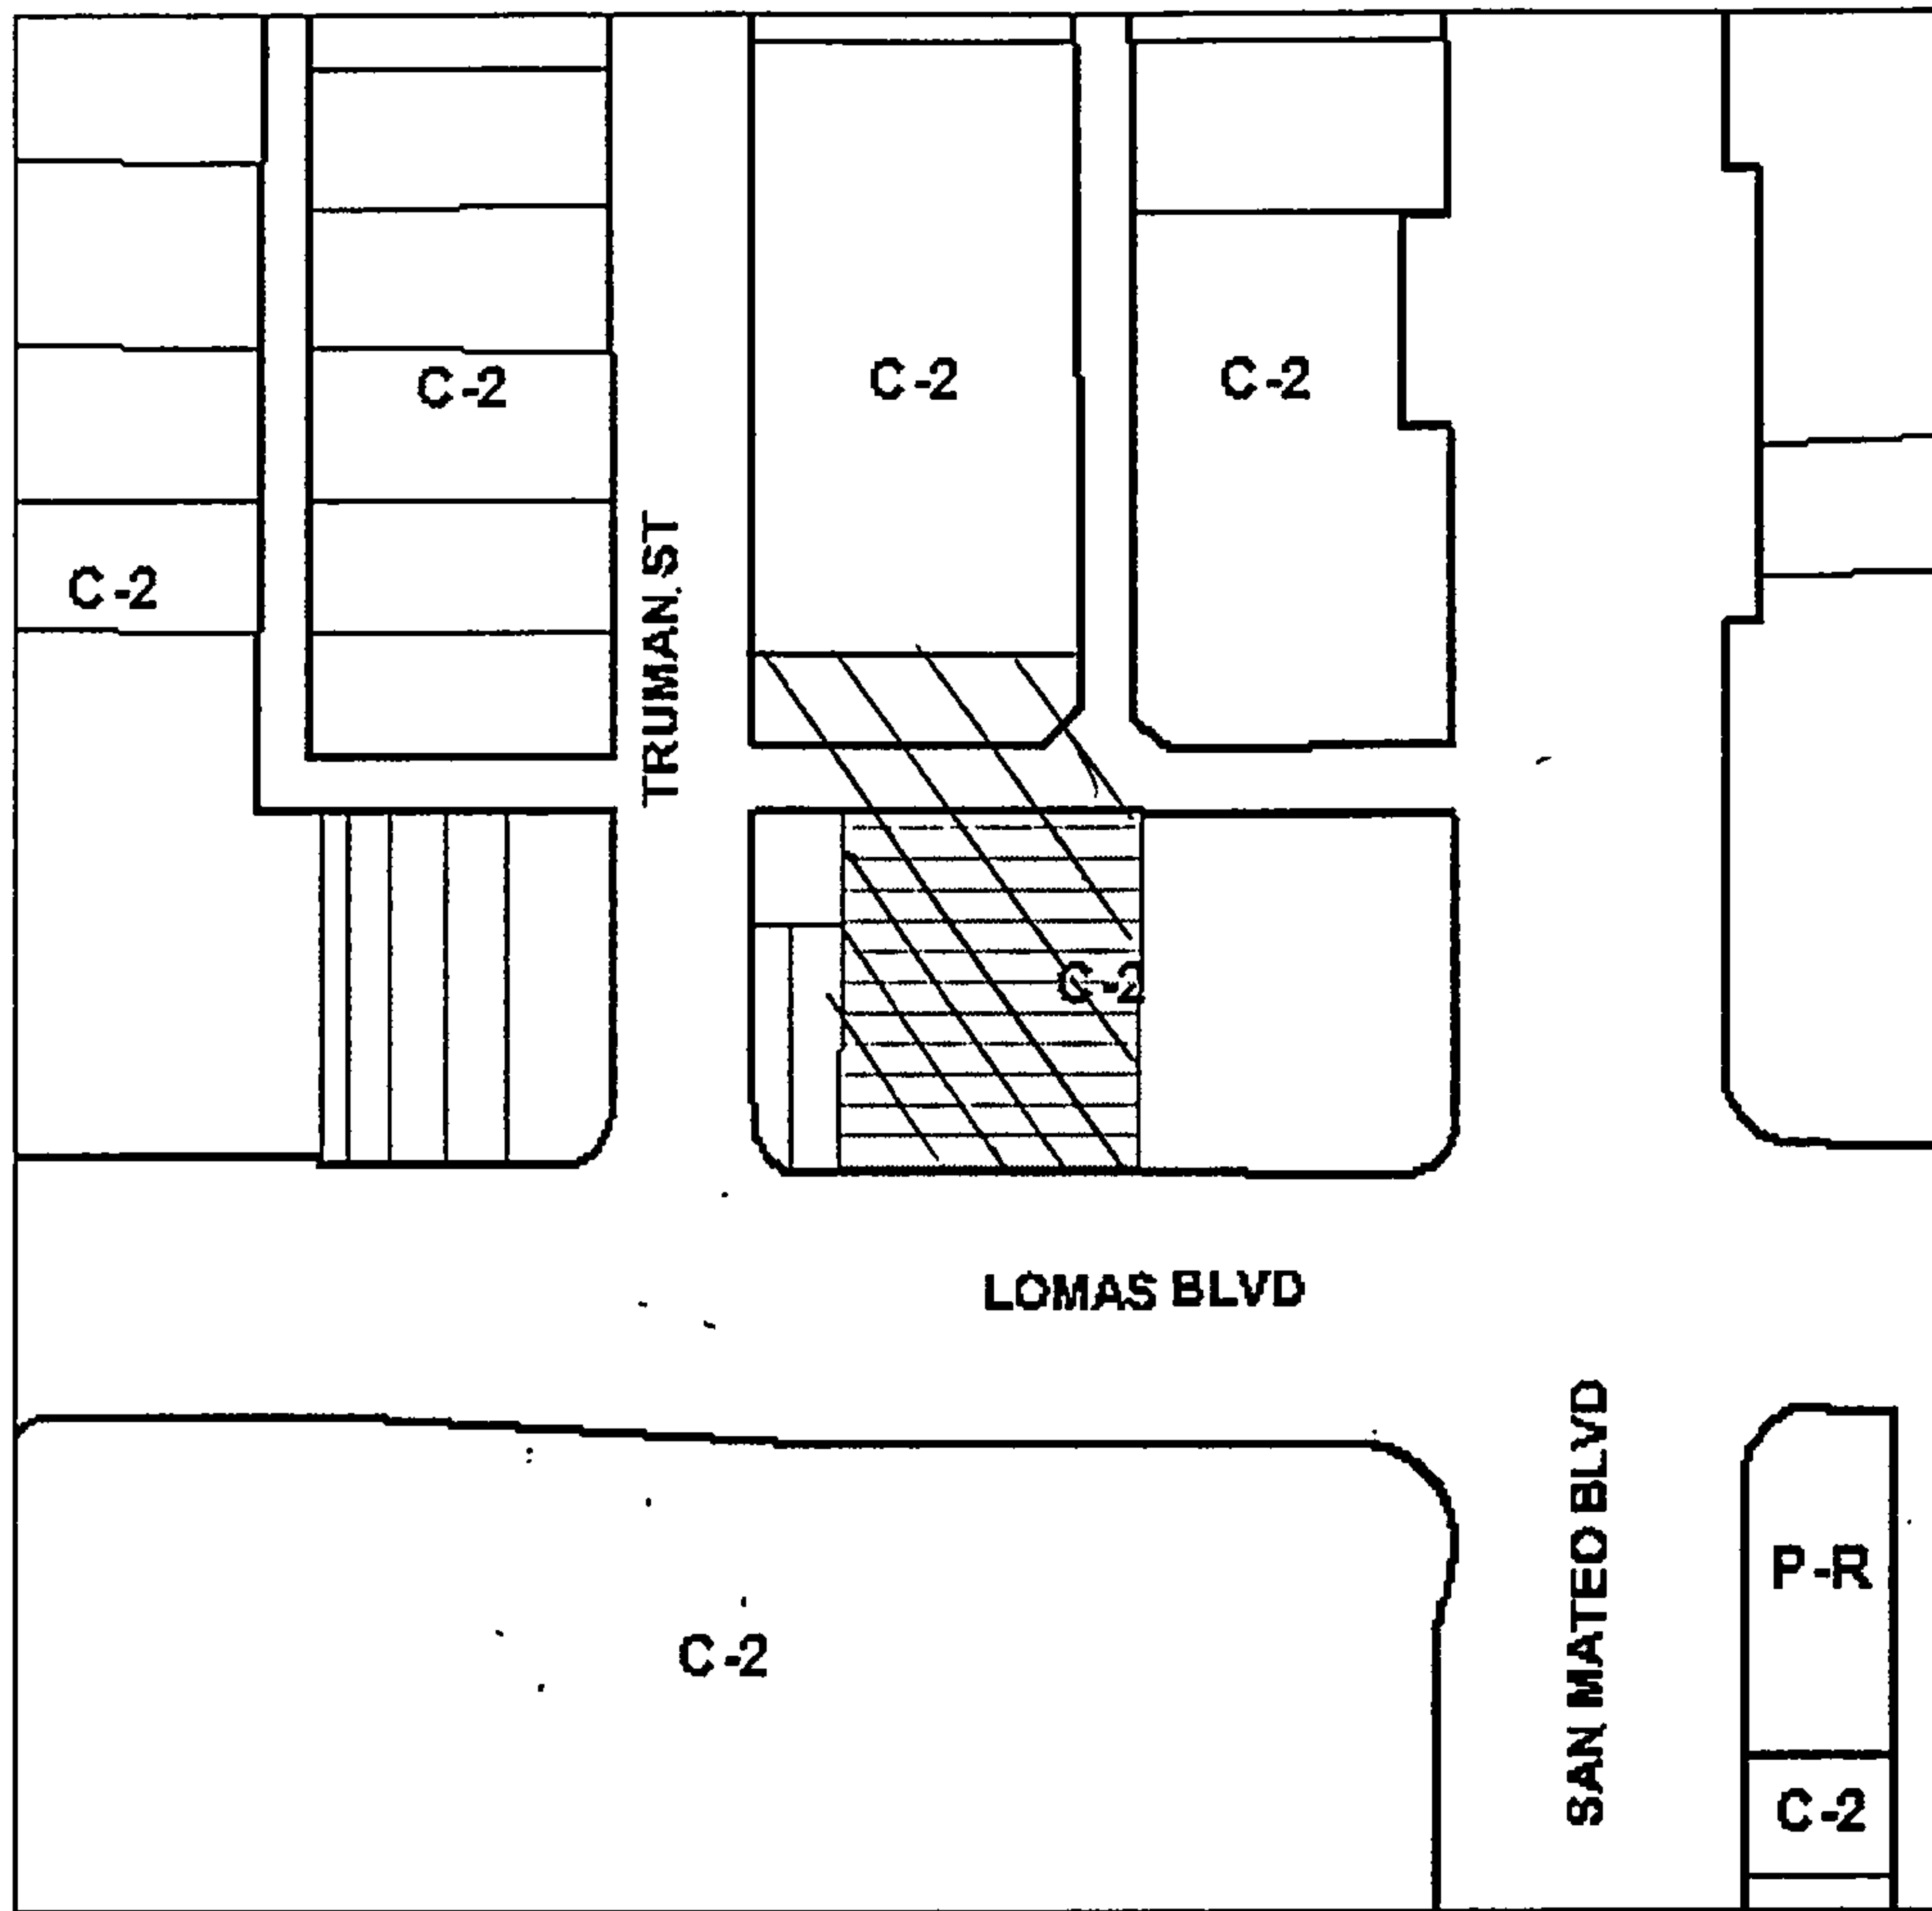 C-2
C-2
C-2
C-2
TRUMAN ST
C-2
LOMAS BLVD
SAN MATEO BLVD
P-R
C-2
C-2